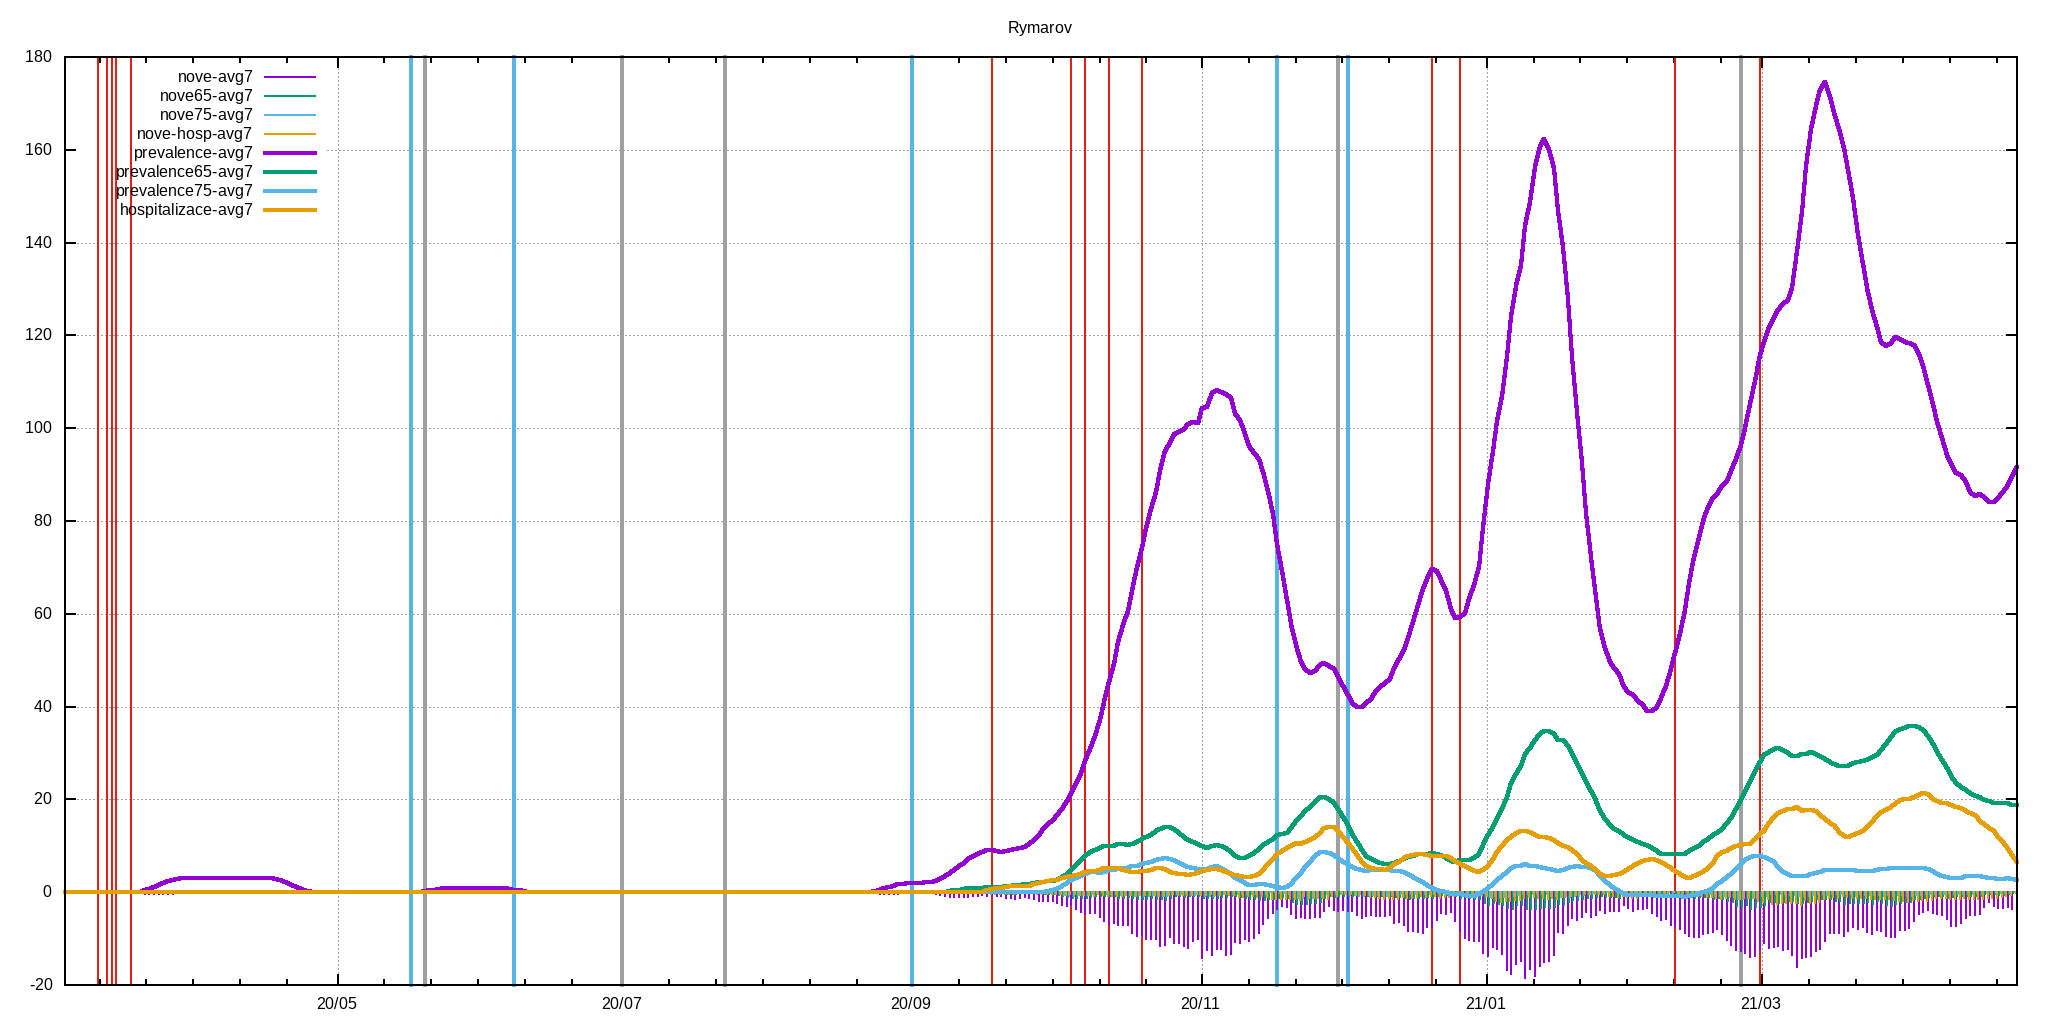 Rymarov
180
160
140
120
100
80
60
40
20
0
-20
nove-avg7
nove65-avg7
nove75-avg7
nove-hosp-avg7
prevalence-avg7
prevalence65-avg7
prevalence75-avg7
hospitalizace-avg7
20/05 20/07 20/09 20/11 21/01 21/03